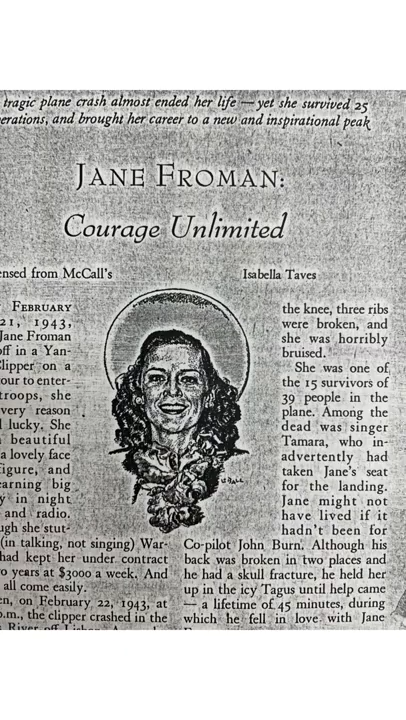 tragic plane crash almost ended her life — yet she survived 25
erations, and brought her career to a new and inspirational peak
JANE FROMAN:
Courage Unlimited
ensed from McCall's
Isabella Taves
FEBRUARY
21, 1943,
Jane Froman
off in a Yan-
Clipper on a
our to enter-
troops, she
very reason
l lucky. She
beautiful
a lovely face
figure, and
earning big
y in night
and radio.
ugh she stut-
(in talking, not singing) War-
had kept her under contract
o years at $3000 a week. And
all come easily.
en, on February 22, 1943, at
p.m., the clipper crashed in the
River off Lisbon
the knee, three ribs
were broken, and
she was horribly
bruised.
She was one of
the 15 survivors of
39 people in the
plane. Among the
dead was singer
Tamara, who in-
advertently had
taken Jane's seat
for the landing.
Jane might not
have lived if it
hadn't been for
Co-pilot John Burn. Although his
back was broken in two places and
he had a skull fracture, he held her
up in the icy Tagus until help came
— a lifetime of 45 minutes, during
which he fell in love with Jane